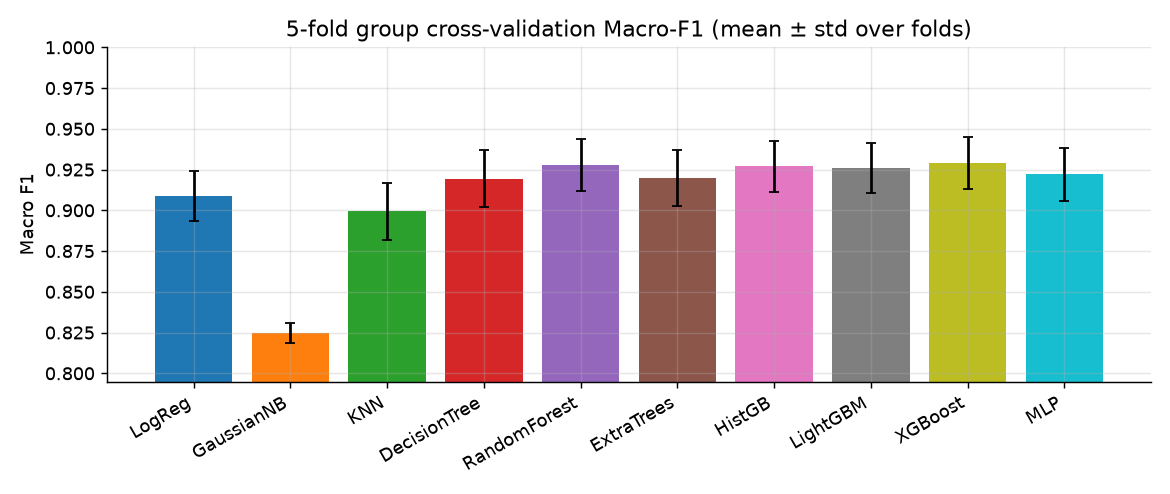 5-fold group cross-validation Macro-F1 (mean ± std over folds)
Macro F1
1.000
0.975
0.950
0.925
0.900
0.875
0.850
0.825
0.800
LogReg
GaussianNB
KNN
DecisionTree
RandomForest
ExtraTrees
HistGB
LightGBM
XGBoost
MLP